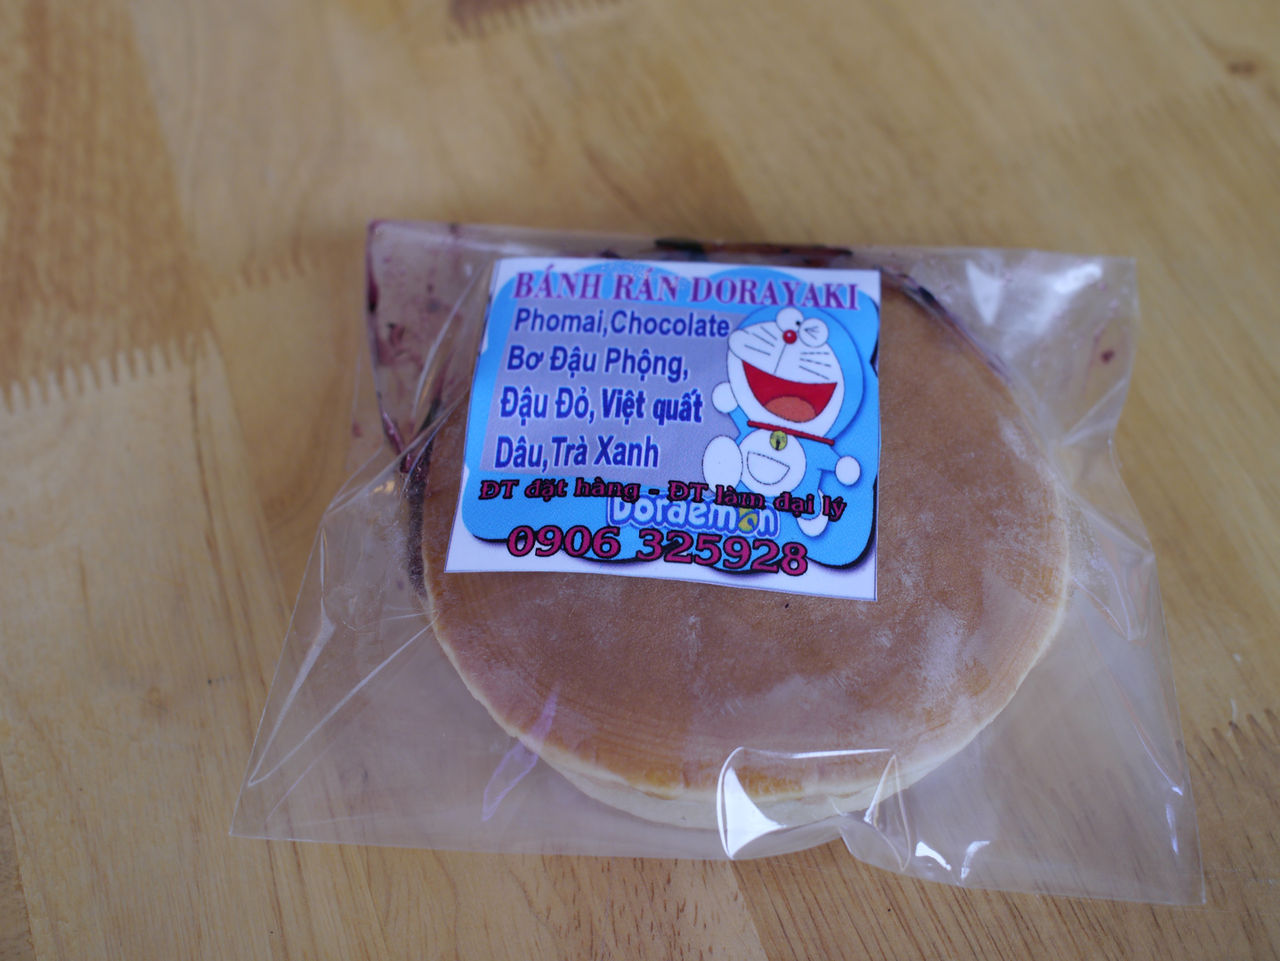 BÁNH RÁN DORAYAKI
Phomai,Chocolate
Bơ Đậu Phộng,
Đậu Đỏ, Việt quất
Dâu,Trà Xanh
ĐT đặt hàng - ĐT làm đại lý
Doraemon
0906 325928